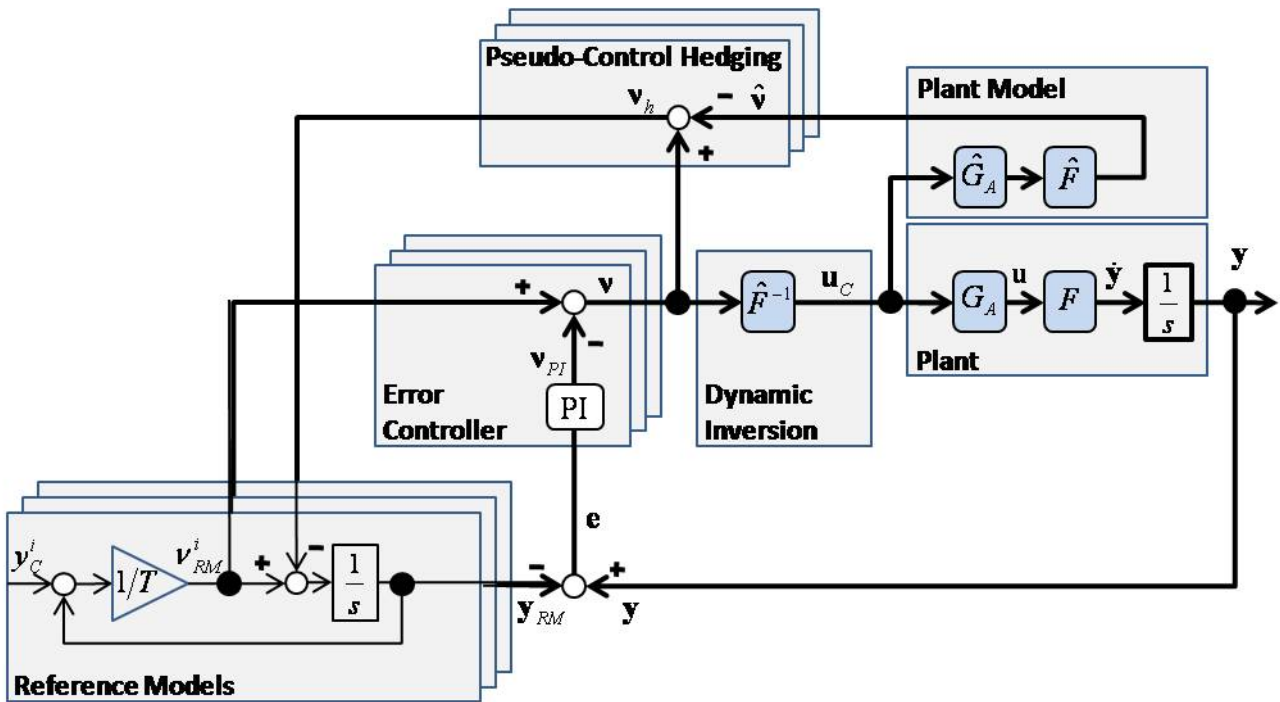 Pseudo-Control Hedging
ν_h
− ν̂
+
Plant Model
Ĝ_A
F̂
+
ν
−
ν_PI
PI
Error
Controller
F̂⁻¹
u_C
Dynamic
Inversion
G_A
u
F
ẏ
1/s
y
Plant
e
y_C^i
1/T
ν_RM^i
+
−
1/s
−
y_RM
+
y
Reference Models